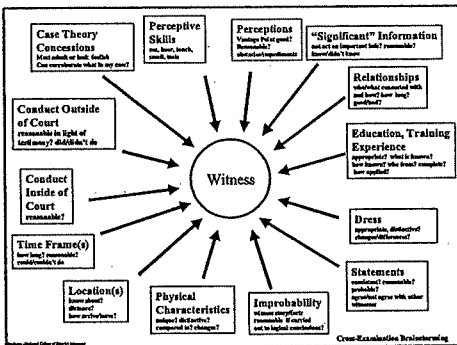 Case Theory
Concessions
Must admit or look foolish
Can corroborate what in my case?
Perceptive
Skills
see, hear, touch,
smell, taste
Perceptions
Vantage Point good?
Reasonable?
obstacles/impediments
"Significant" Information
not act on important info? reasonable?
knew/didn't know
Relationships
who/what connected with
and how? how long?
good/bad?
Conduct Outside
of Court
reasonable in light of
testimony? did/didn't do
Education, Training
Experience
appropriate? what is known?
how known? who from? complete?
how applied?
Witness
Conduct
Inside of
Court
reasonable?
Dress
appropriate, distinctive?
changes/different?
Time Frame(s)
how long? reasonable?
could/couldn't do
Statements
consistent? reasonable?
probable?
agree/not agree with other
witnesses
Location(s)
know about?
distance?
how arrive/leave?
Physical
Characteristics
unique? distinctive?
compared to? changes?
Improbability
witness story/facts
reasonable if carried
out to logical conclusions?
Cross-Examination Brainstorming